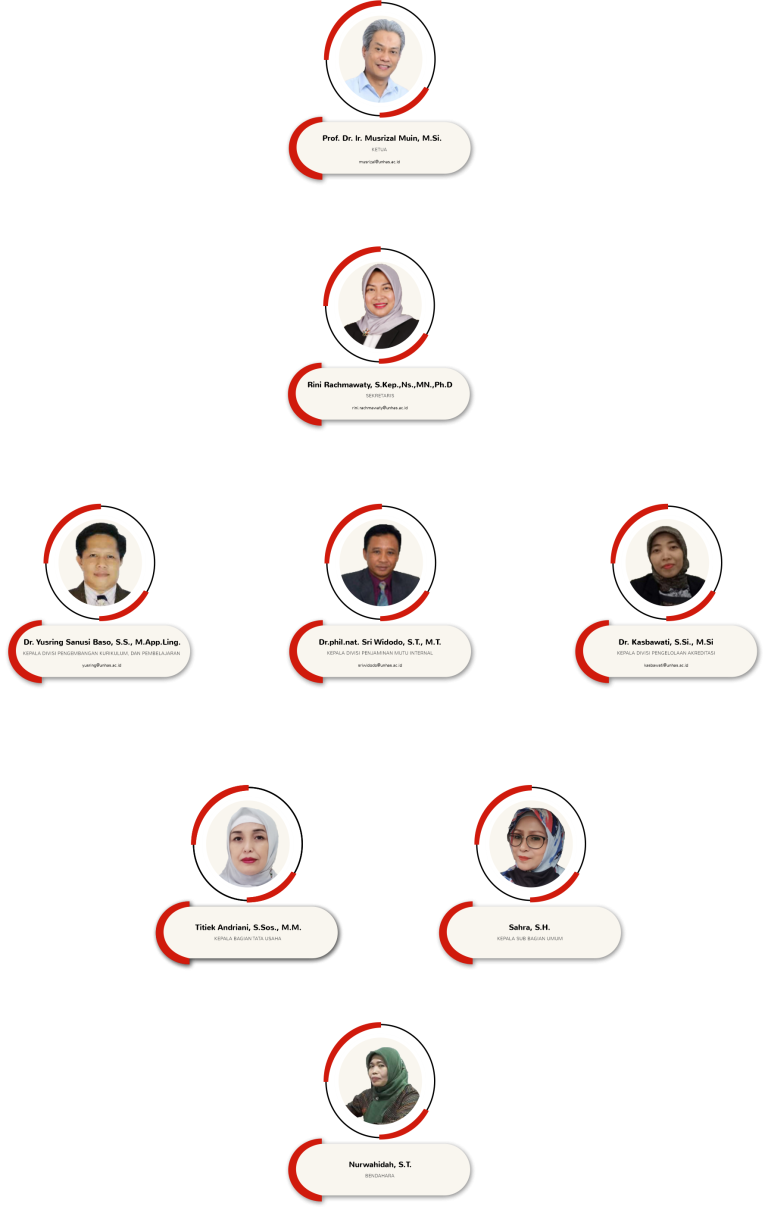 Prof. Dr. Ir. Musrizal Muin, M.Si.
KETUA
musrizal@unhas.ac.id
Rini Rachmawaty, S.Kep.,Ns.,MN.,Ph.D
SEKRETARIS
rini.rachmawaty@unhas.ac.id
Dr. Yusring Sanusi Baso, S.S., M.App.Ling.
KEPALA DIVISI PENGEMBANGAN KURIKULUM, DAN PEMBELAJARAN
yusring@unhas.ac.id
Dr.phil.nat. Sri Widodo, S.T., M.T.
KEPALA DIVISI PENJAMINAN MUTU INTERNAL
sriwidodo@unhas.ac.id
Dr. Kasbawati, S.Si., M.Si
KEPALA DIVISI PENGELOLAAN AKREDITASI
kasbawati@unhas.ac.id
Titiek Andriani, S.Sos., M.M.
KEPALA BAGIAN TATA USAHA
Sahra, S.H.
KEPALA SUB BAGIAN UMUM
Nurwahidah, S.T.
BENDAHARA